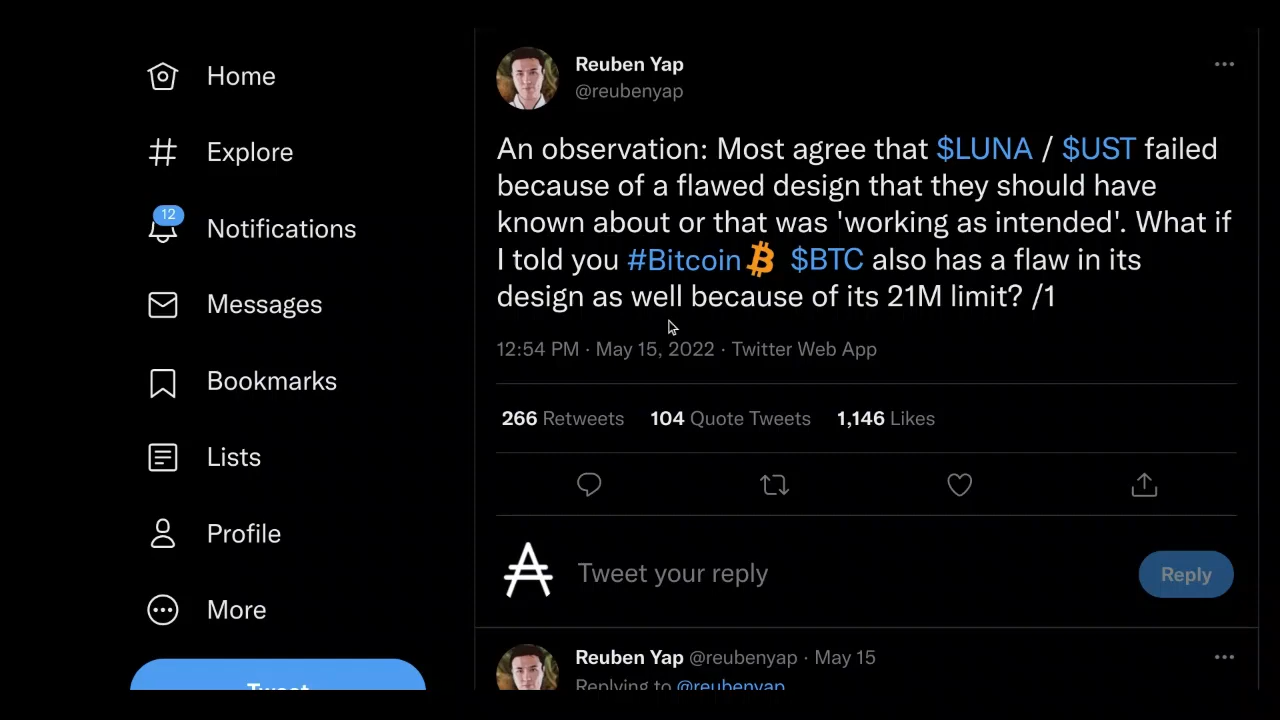 Home
Explore
12
Notifications
Messages
Bookmarks
Lists
Profile
More
Tweet
Reuben Yap
@reubenyap
An observation: Most agree that $LUNA / $UST failed
because of a flawed design that they should have
known about or that was 'working as intended'. What if
I told you #Bitcoin $BTC also has a flaw in its
design as well because of its 21M limit? /1
12:54 PM · May 15, 2022 · Twitter Web App
266 Retweets 104 Quote Tweets 1,146 Likes
Tweet your reply
Reply
Reuben Yap @reubenyap · May 15
Replying to @reubenyap